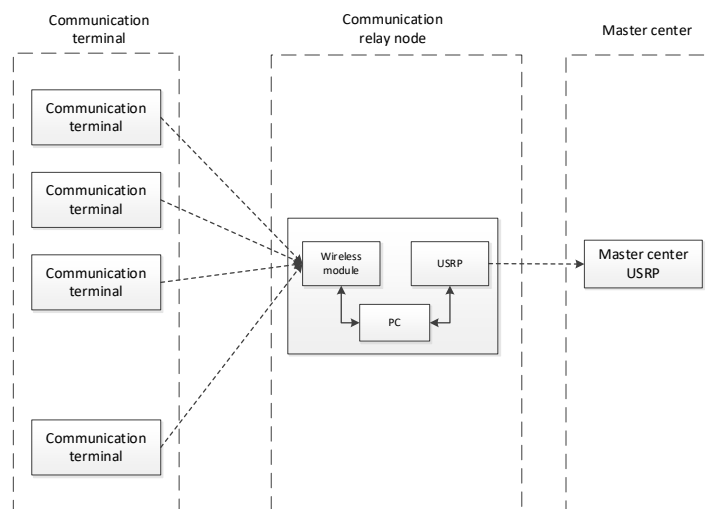 Communication
terminal
Communication
relay node
Master center
Communication
terminal
Communication
terminal
Communication
terminal
Communication
terminal
Wireless
module
USRP
PC
Master center
USRP